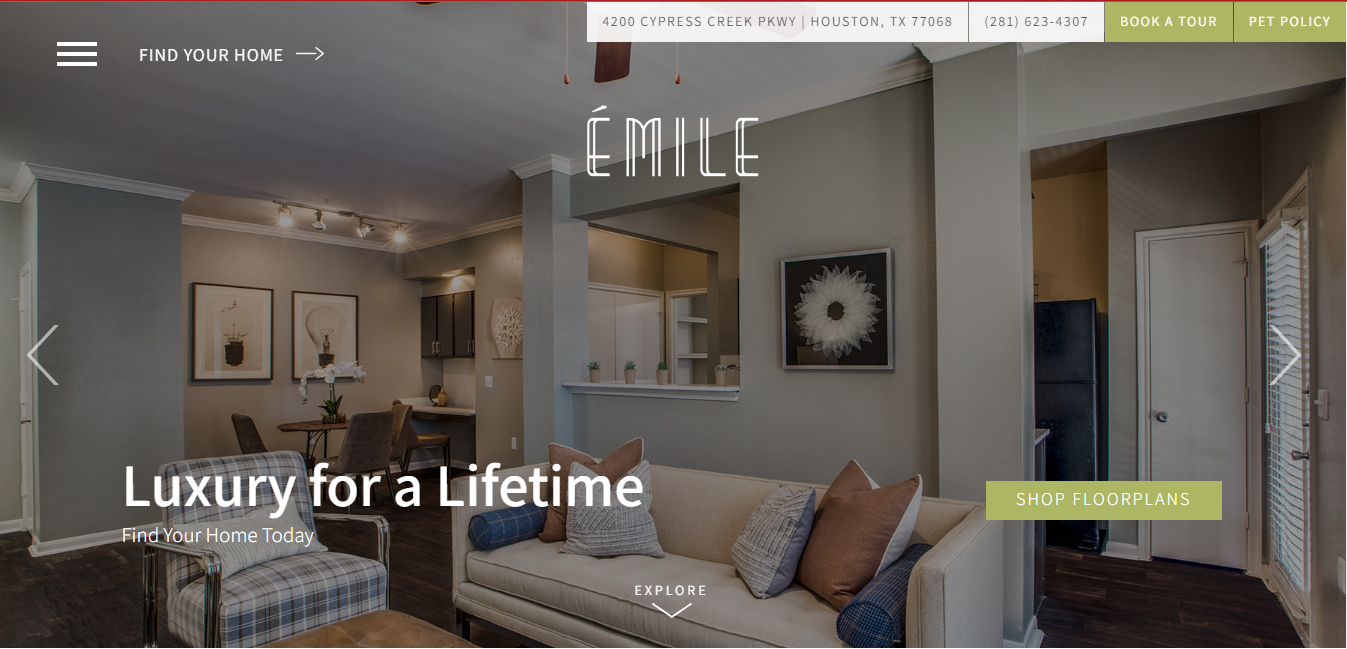 4200 CYPRESS CREEK PKWY | HOUSTON, TX 77068
(281) 623-4307
BOOK A TOUR
PET POLICY
FIND YOUR HOME
ÉMILE
Luxury for a Lifetime
Find Your Home Today
SHOP FLOORPLANS
EXPLORE